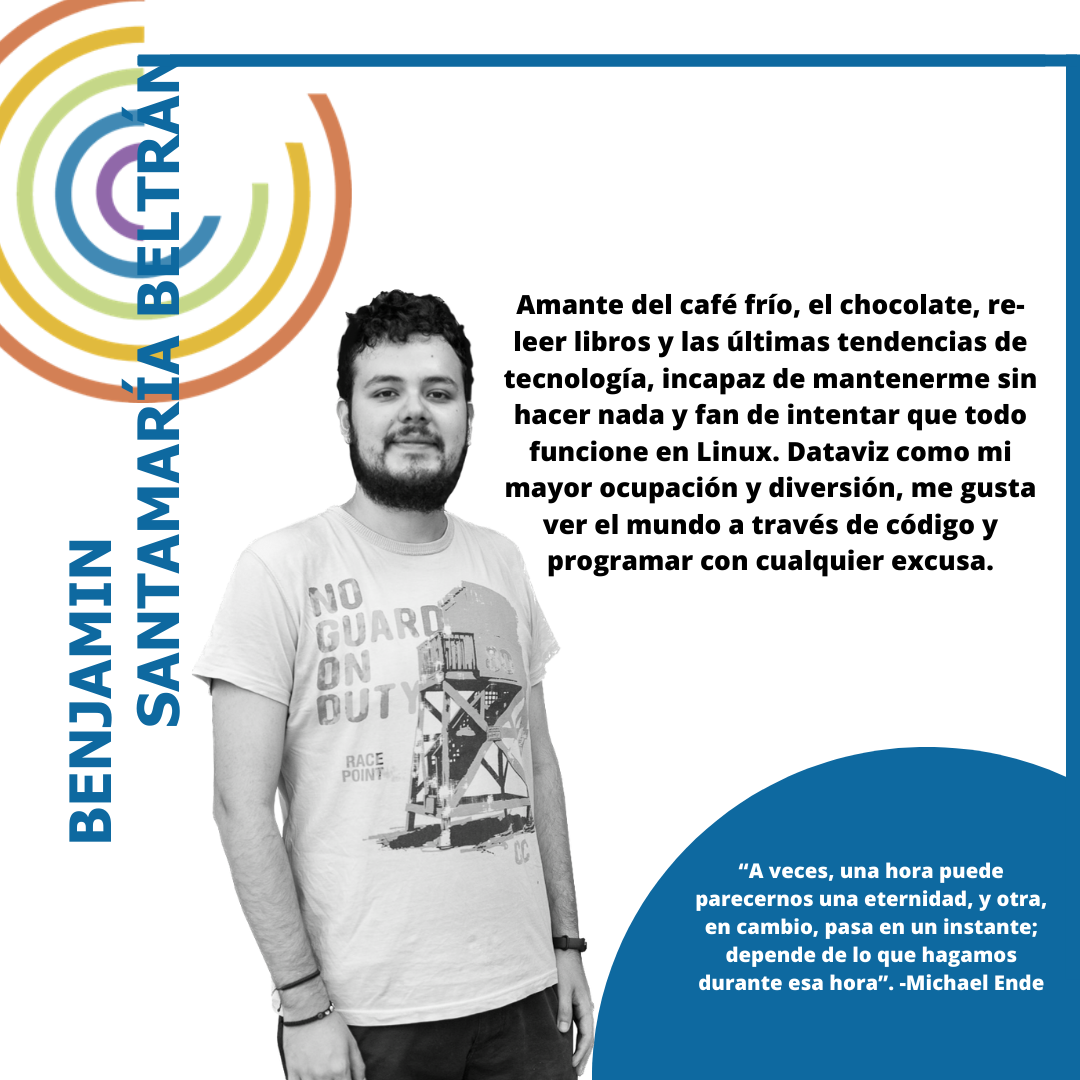 BENJAMIN
SANTAMARÍA BELTRÁN
Amante del café frío, el chocolate, re-
leer libros y las últimas tendencias de
tecnología, incapaz de mantenerme sin
hacer nada y fan de intentar que todo
funcione en Linux. Dataviz como mi
mayor ocupación y diversión, me gusta
ver el mundo a través de código y
programar con cualquier excusa.
NO
GUARD
ON
DUTY
RACE
POINT
CC
“A veces, una hora puede
parecernos una eternidad, y otra,
en cambio, pasa en un instante;
depende de lo que hagamos
durante esa hora”. -Michael Ende